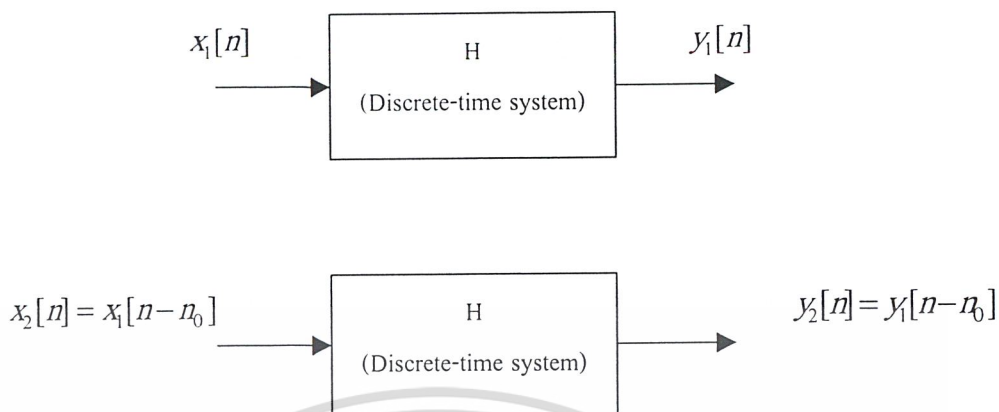 x₁[n]
H
y₁[n]
(Discrete-time system)
x₂[n] = x₁[n-n₀]
H
y₂[n] = y₁[n-n₀]
(Discrete-time system)